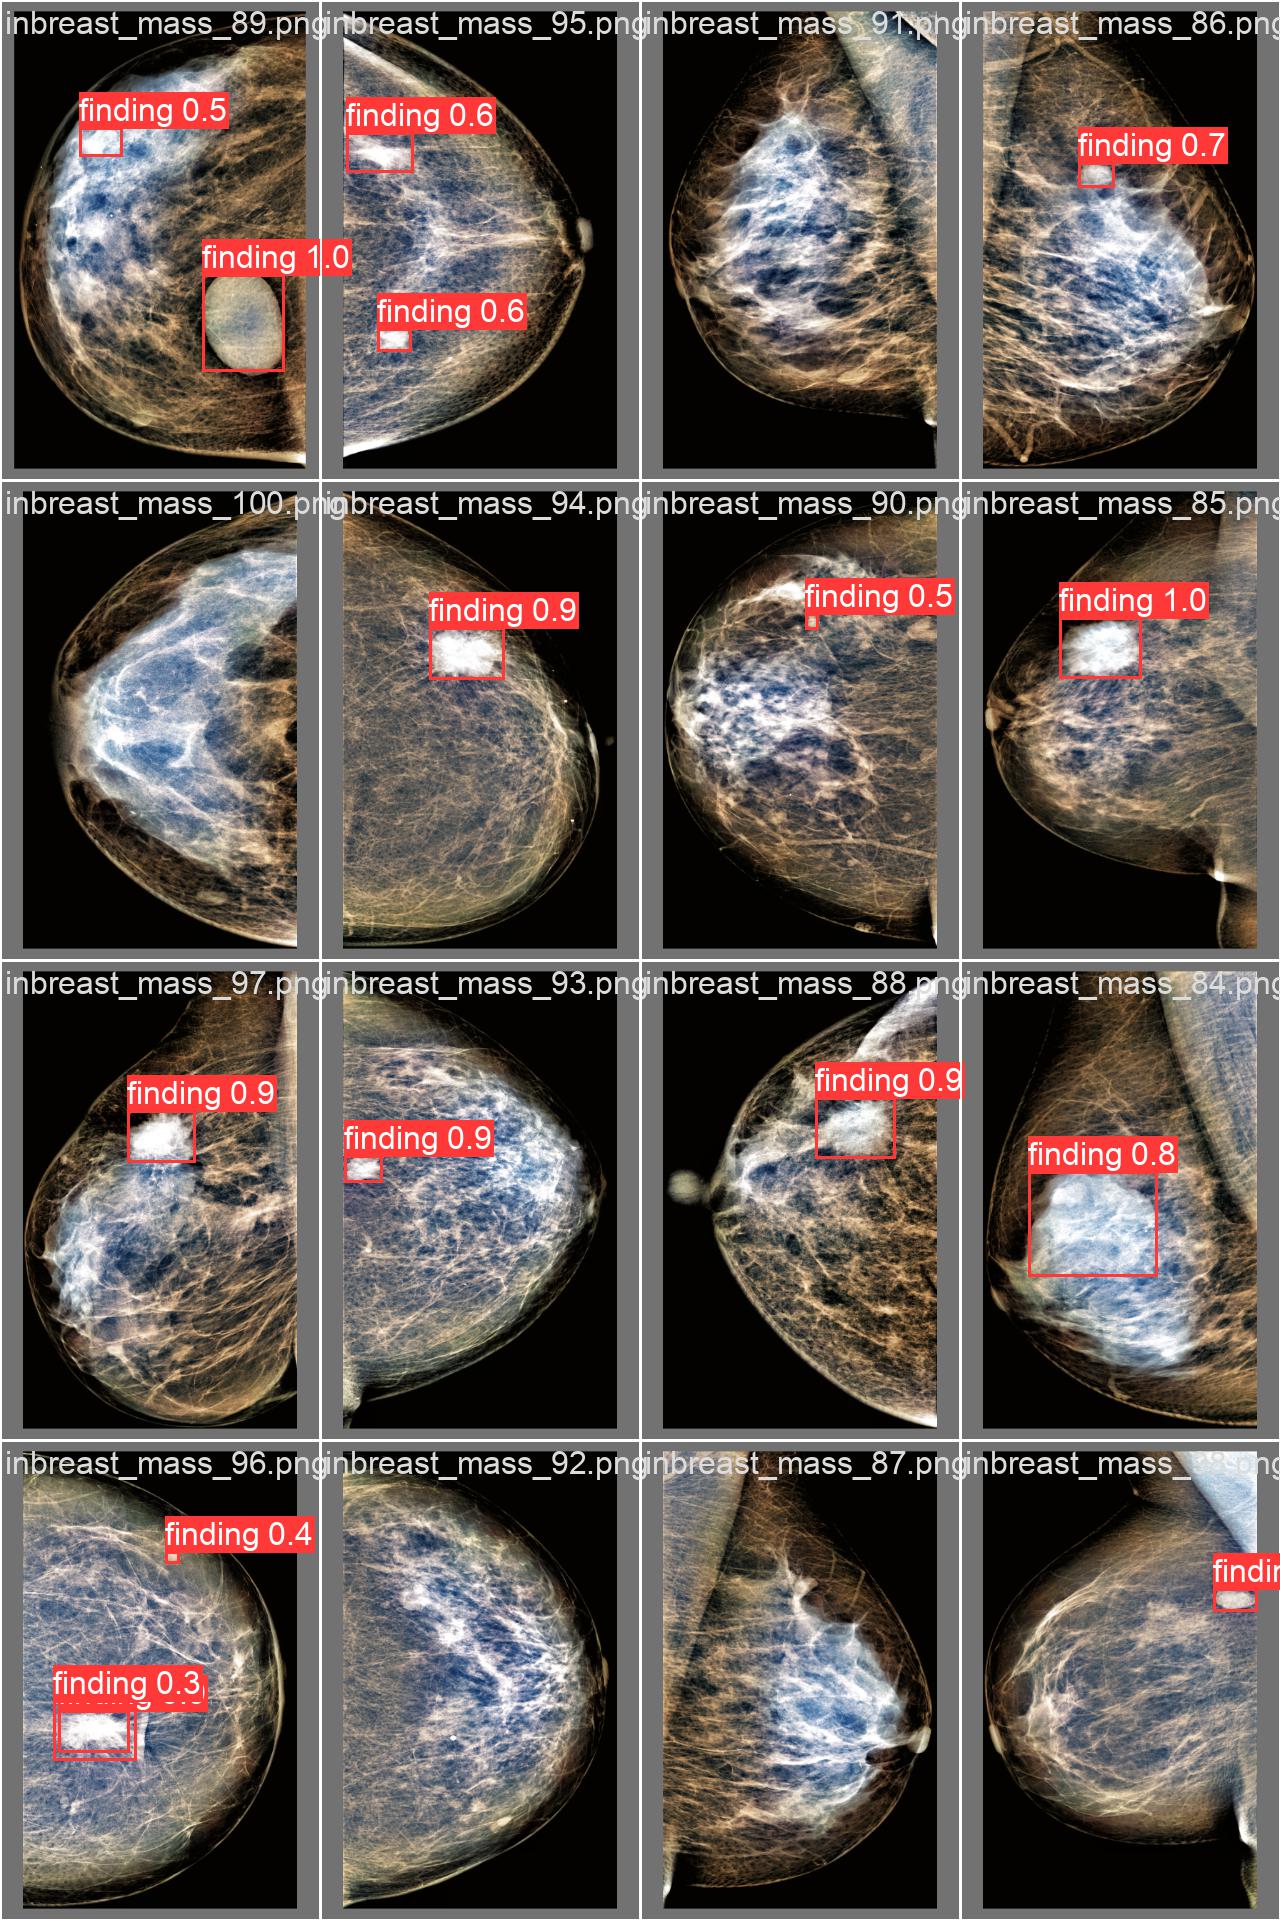 inbreast_mass_89.png
inbreast_mass_95.png
inbreast_mass_91.png
inbreast_mass_86.png
finding 0.5
finding 1.0
finding 0.6
finding 0.6
finding 0.7
inbreast_mass_100.png
inbreast_mass_94.png
inbreast_mass_90.png
inbreast_mass_85.png
finding 0.9
finding 0.5
finding 1.0
inbreast_mass_97.png
inbreast_mass_93.png
inbreast_mass_88.png
inbreast_mass_84.png
finding 0.9
finding 0.9
finding 0.9
finding 0.8
inbreast_mass_96.png
inbreast_mass_92.png
inbreast_mass_87.png
finding 0.4
finding 0.3